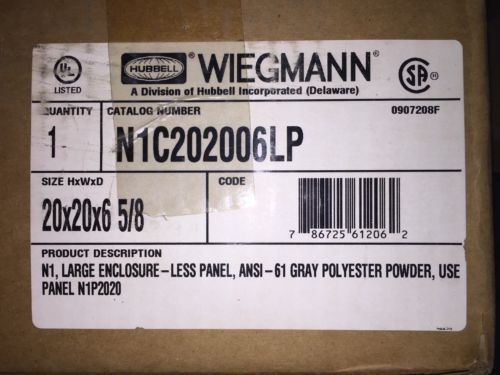 UL
LISTED
HUBBELL
WIEGMANN®
A Division of Hubbell Incorporated (Delaware)
QUANTITY
CATALOG NUMBER
0907208F
1
N1C202006LP
SIZE HxWxD
CODE
20x20x6 5/8
7 86725 61206 2
PRODUCT DESCRIPTION
N1, LARGE ENCLOSURE-LESS PANEL, ANSI-61 GRAY POLYESTER POWDER, USE
PANEL N1P2020